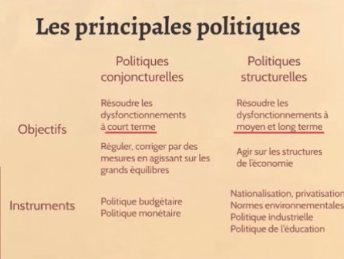 Les principales politiques
Politiques
conjoncturelles
Politiques
structurelles
Objectifs
Résoudre les
dysfonctionnements
à court terme
Réguler, corriger par des
mesures en agissant sur les
grands équilibres
Résoudre les
dysfonctionnements à
moyen et long terme
Agir sur les structures
de l'économie
Instruments
Politique budgétaire
Politique monétaire
Nationalisation, privatisation
Normes environnementales
Politique industrielle
Politique de l'éducation